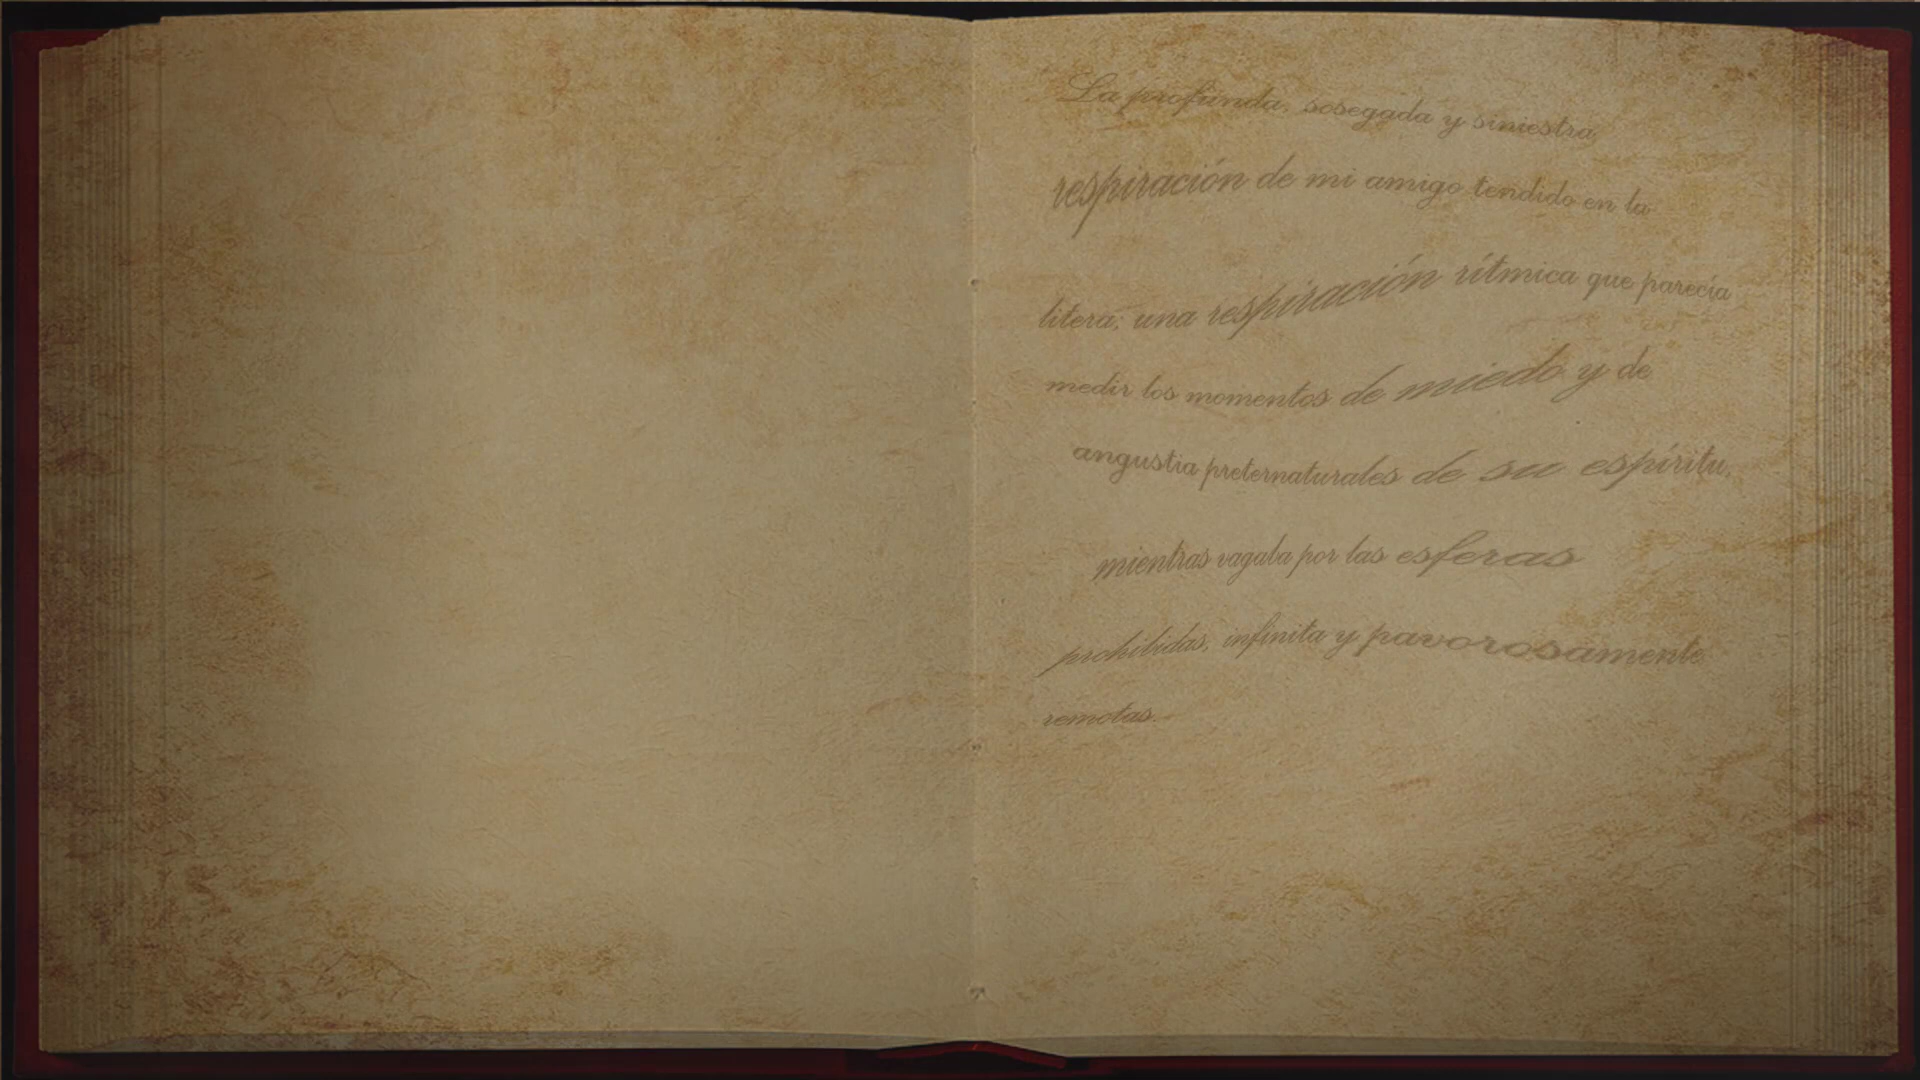 La profunda, sosegada y siniestra
respiración de mi amigo tendido en la
litera; una respiración rítmica que parecía
medir los momentos de miedo y de
angustia preternaturales de su espíritu,
mientras vagaba por las esferas
prohibidas, infinita y pavorosamente
remotas.